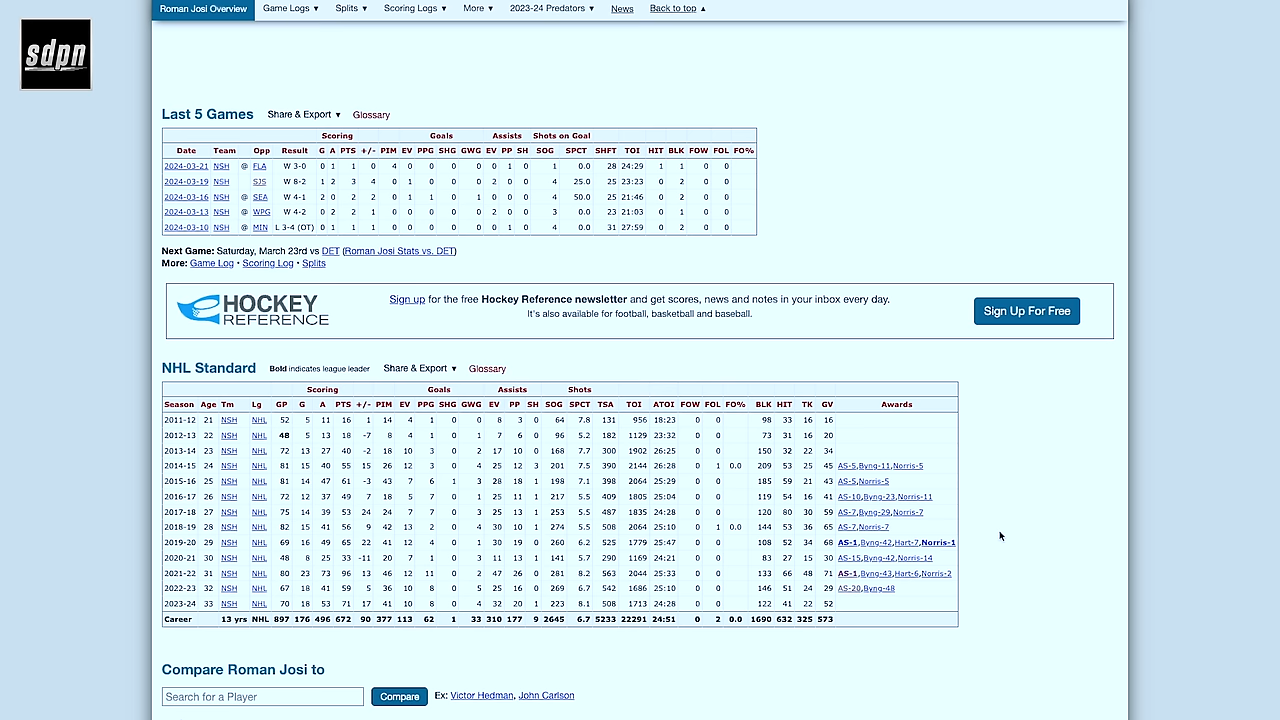 sdpn
Roman Josi Overview Game Logs ▼ Splits ▼ Scoring Logs ▼ More ▼ 2023-24 Predators ▼ News Back to top ▲
Last 5 Games Share & Export ▼ Glossary
Scoring Goals Assists Shots on Goal
Date Team Opp Result G A PTS +/- PIM EV PPG SHG GWG EV PP SH SOG SPCT SHFT TOI HIT BLK FOW FOL FO%
2024-03-21 NSH @ FLA W 3-0 0 1 1 0 4 0 0 0 0 0 1 0 1 0.0 28 24:29 1 1 0 0
2024-03-19 NSH SJS W 8-2 1 2 3 4 0 1 0 0 0 2 0 0 4 25.0 25 23:23 0 2 0 0
2024-03-16 NSH @ SEA W 4-1 2 0 2 2 0 1 1 0 1 0 0 0 4 50.0 25 21:46 0 2 0 0
2024-03-13 NSH @ WPG W 4-2 0 2 2 1 0 0 0 0 0 2 0 0 3 0.0 23 21:03 0 1 0 0
2024-03-10 NSH @ MIN L 3-4 (OT) 0 1 1 1 0 0 0 0 0 0 1 0 4 0.0 31 27:59 0 2 0 0
Next Game: Saturday, March 23rd vs DET (Roman Josi Stats vs. DET)
More: Game Log • Scoring Log • Splits
HOCKEY REFERENCE
Sign up for the free Hockey Reference newsletter and get scores, news and notes in your inbox every day.
It's also available for football, basketball and baseball.
Sign Up For Free
NHL Standard Bold indicates league leader Share & Export ▼ Glossary
Scoring Goals Assists Shots
Season Age Tm Lg GP G A PTS +/- PIM EV PPG SHG GWG EV PP SH SOG SPCT TSA TOI ATOI FOW FOL FO% BLK HIT TK GV Awards
2011-12 21 NSH NHL 52 5 11 16 1 14 4 1 0 0 8 3 0 64 7.8 131 956 18:23 0 0 98 33 16 16
2012-13 22 NSH NHL 48 5 13 18 -7 8 4 1 0 1 7 6 0 96 5.2 182 1129 23:32 0 0 73 31 16 20
2013-14 23 NSH NHL 72 13 27 40 -2 18 10 3 0 2 17 10 0 168 7.7 300 1902 26:25 0 0 150 32 22 34
2014-15 24 NSH NHL 81 15 40 55 15 26 12 3 0 4 25 12 3 201 7.5 390 2144 26:28 0 1 0.0 209 53 25 45 AS-5,Byng-11,Norris-5
2015-16 25 NSH NHL 81 14 47 61 -3 43 7 6 1 3 28 18 1 198 7.1 398 2064 25:29 0 0 185 59 21 43 AS-5,Norris-5
2016-17 26 NSH NHL 72 12 37 49 7 18 5 7 0 1 25 11 1 217 5.5 409 1805 25:04 0 0 119 54 16 41 AS-10,Byng-23,Norris-11
2017-18 27 NSH NHL 75 14 39 53 24 24 7 7 0 1 25 13 1 253 5.5 487 1835 24:28 0 0 120 80 30 59 AS-7,Byng-29,Norris-7
2018-19 28 NSH NHL 82 15 41 56 9 42 13 2 0 4 30 10 1 274 5.5 508 2064 25:10 0 1 0.0 144 53 36 65 AS-7,Norris-7
2019-20 29 NSH NHL 69 16 49 65 22 41 12 4 0 1 30 19 0 260 6.2 525 1779 25:47 0 0 108 52 34 68 AS-1,Byng-42,Hart-7,Norris-1
2020-21 30 NSH NHL 48 8 25 33 -11 20 7 1 0 3 11 13 1 141 5.7 290 1169 24:21 0 0 83 27 15 30 AS-15,Byng-42,Norris-14
2021-22 31 NSH NHL 80 23 73 96 13 46 12 11 0 2 47 26 0 281 8.2 563 2044 25:33 0 0 133 66 48 71 AS-1,Byng-43,Hart-6,Norris-2
2022-23 32 NSH NHL 67 18 41 59 5 36 10 8 0 5 25 16 0 269 6.7 542 1686 25:10 0 0 146 51 24 29 AS-20,Byng-48
2023-24 33 NSH NHL 70 18 53 71 17 41 10 8 0 4 32 20 1 223 8.1 508 1713 24:28 0 0 122 41 22 52
Career 13 yrs NHL 897 176 496 672 90 377 113 62 1 33 310 177 9 2645 6.7 5233 22291 24:51 0 2 0.0 1690 632 325 573
Compare Roman Josi to
Search for a Player Compare Ex: Victor Hedman, John Carlson